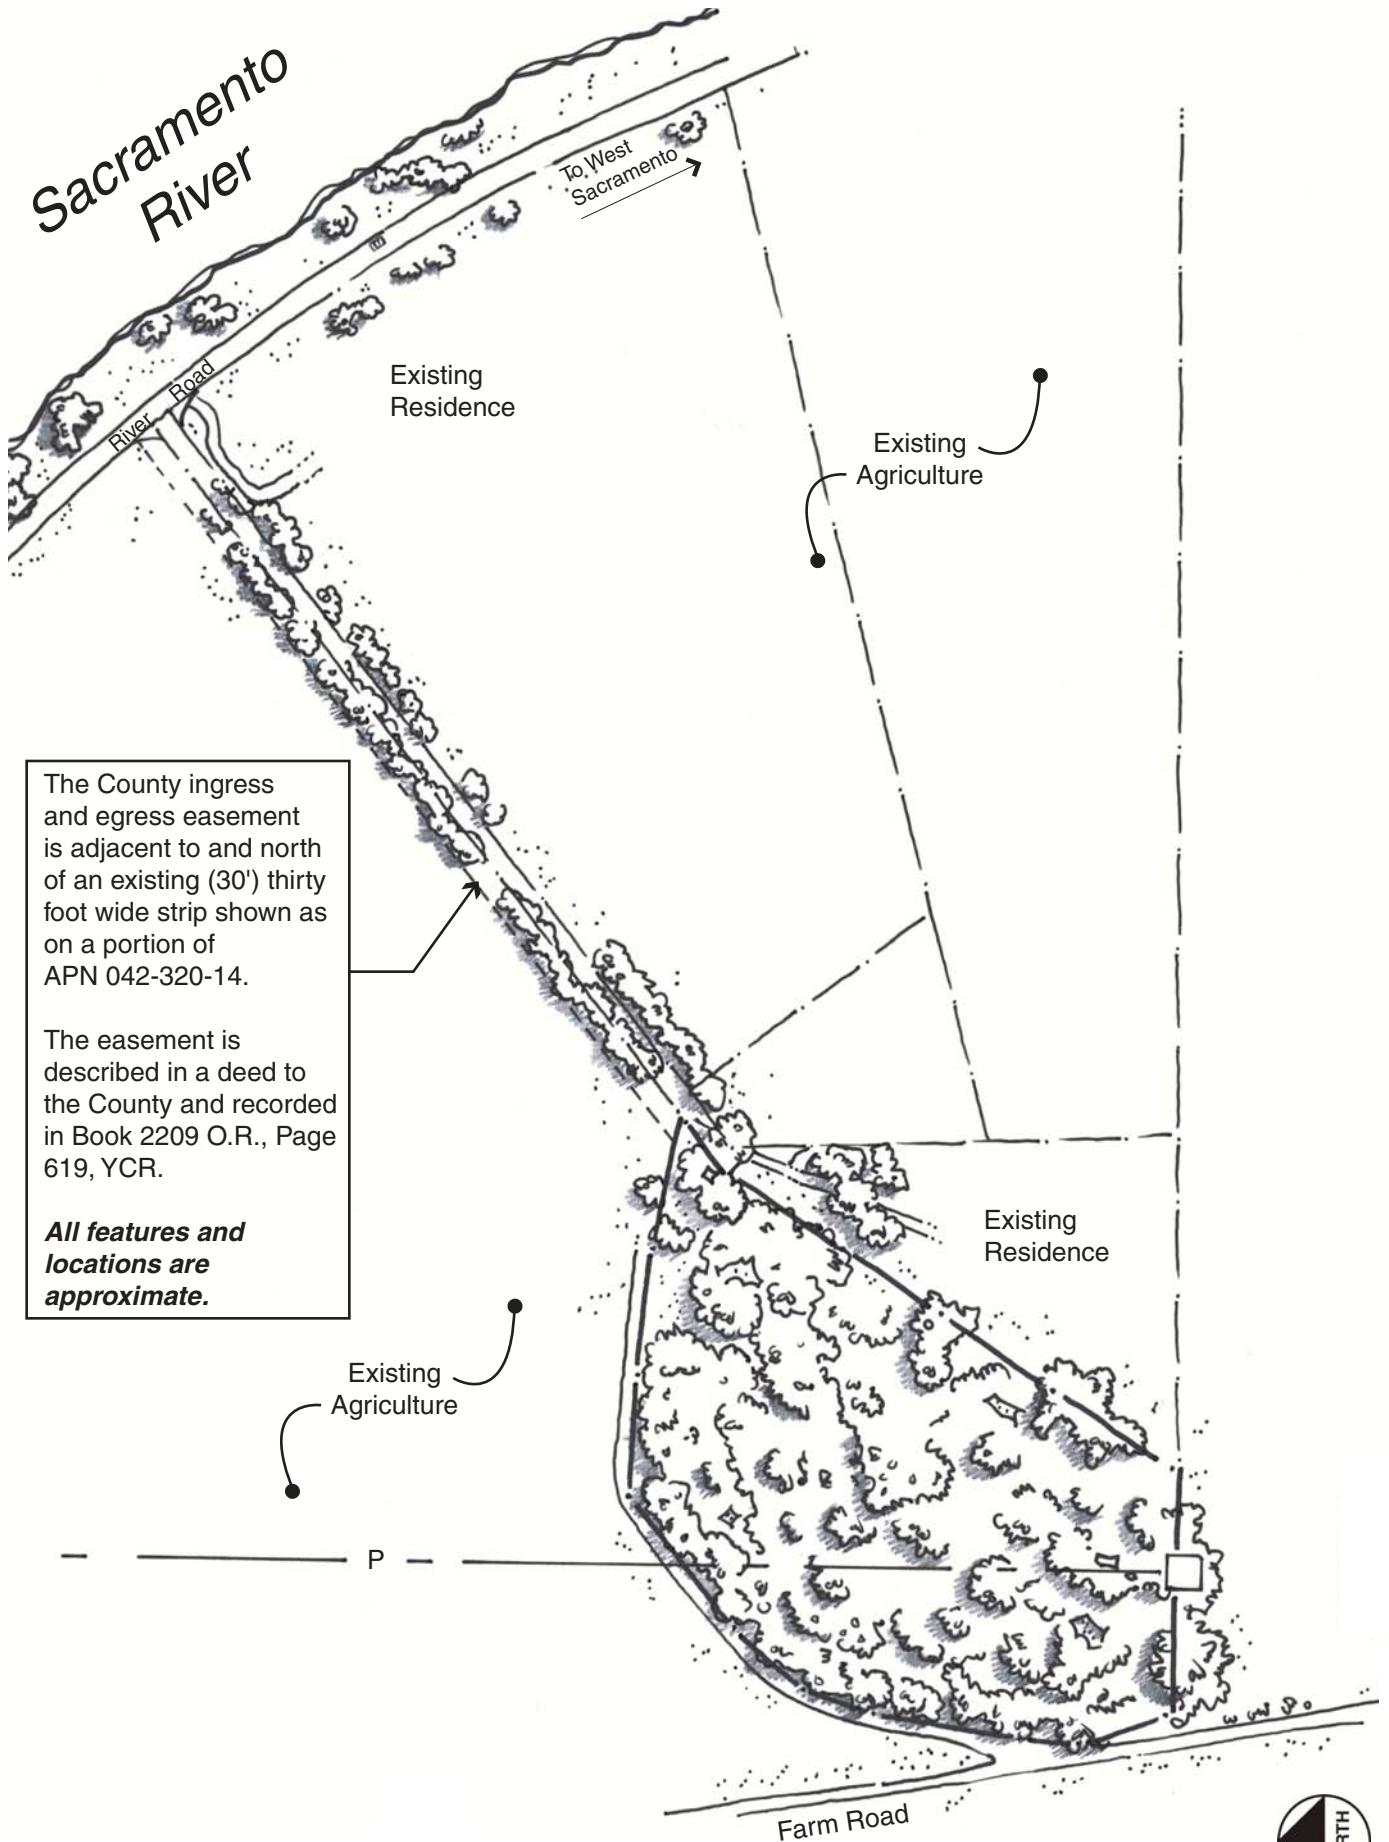 Sacramento
River
To West
Sacramento
River Road
Existing
Residence
Existing
Agriculture
The County ingress
and egress easement
is adjacent to and north
of an existing (30') thirty
foot wide strip shown as
on a portion of
APN 042-320-14.
The easement is
described in a deed to
the County and recorded
in Book 2209 O.R., Page
619, YCR.
All features and
locations are
approximate.
Existing
Residence
Existing
Agriculture
P
Farm Road